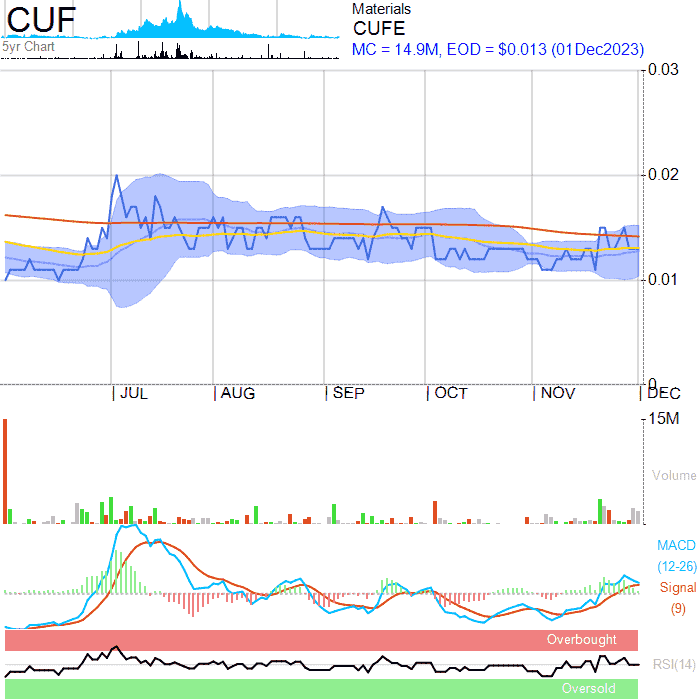 CUF
5yr Chart
Materials
CUFE
MC = 14.9M, EOD = $0.013 (01Dec2023)
0.03
0.02
0.01
0
JUL AUG SEP OCT NOV DEC
15M
Volume
MACD
(12-26)
Signal
(9)
Overbought
RSI(14)
Oversold